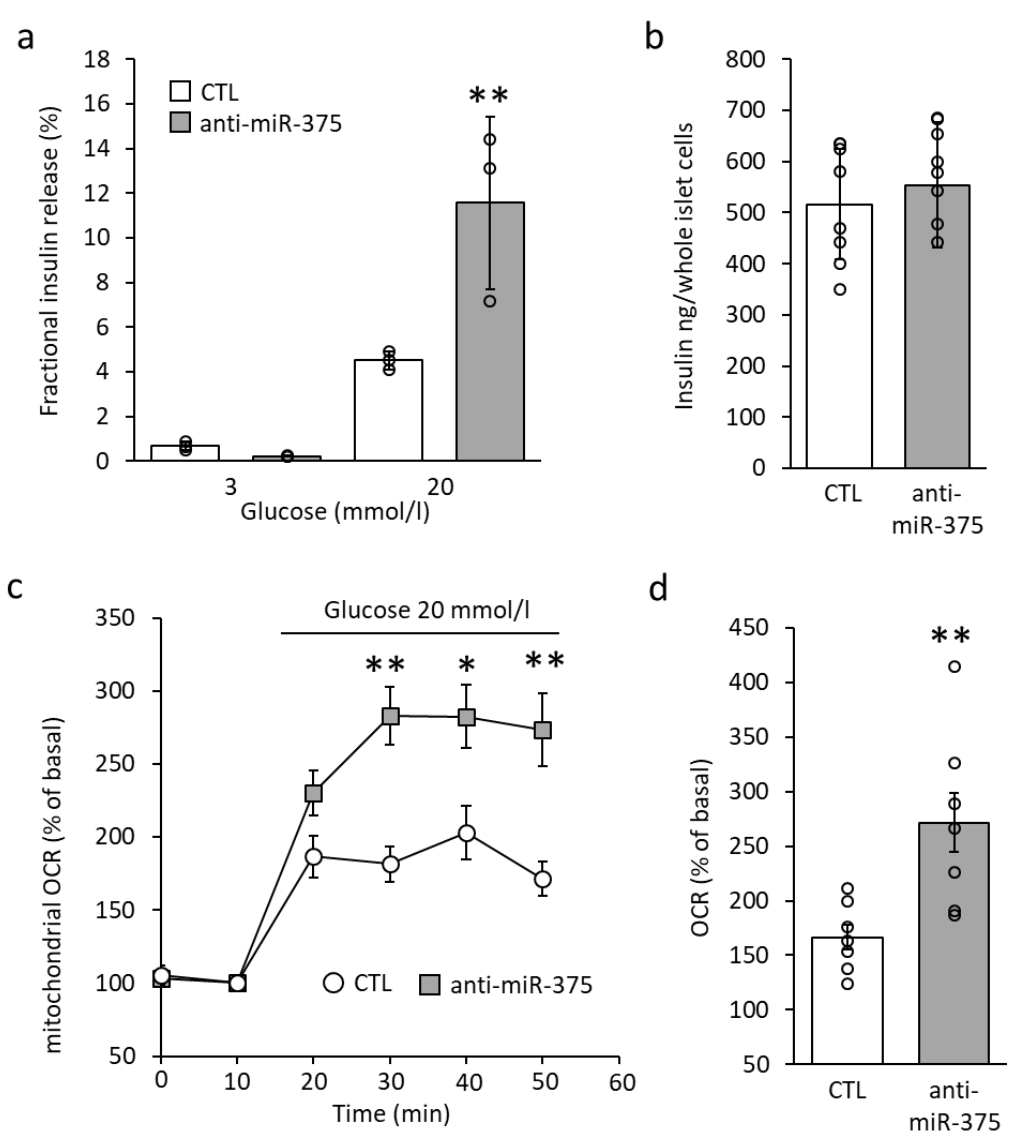 a
18
16
14
12
10
8
6
4
2
0
Fractional insulin release (%)
CTL
anti-miR-375
**
3
20
Glucose (mmol/l)
b
800
700
600
500
400
300
200
100
0
Insulin ng/whole islet cells
CTL
anti-
miR-375
c
350
300
250
200
150
100
50
mitochondrial OCR (% of basal)
Glucose 20 mmol/l
**
*
**
CTL
anti-miR-375
0
10
20
30
40
50
60
Time (min)
d
450
400
350
300
250
200
150
100
50
OCR (% of basal)
**
CTL
anti-
miR-375